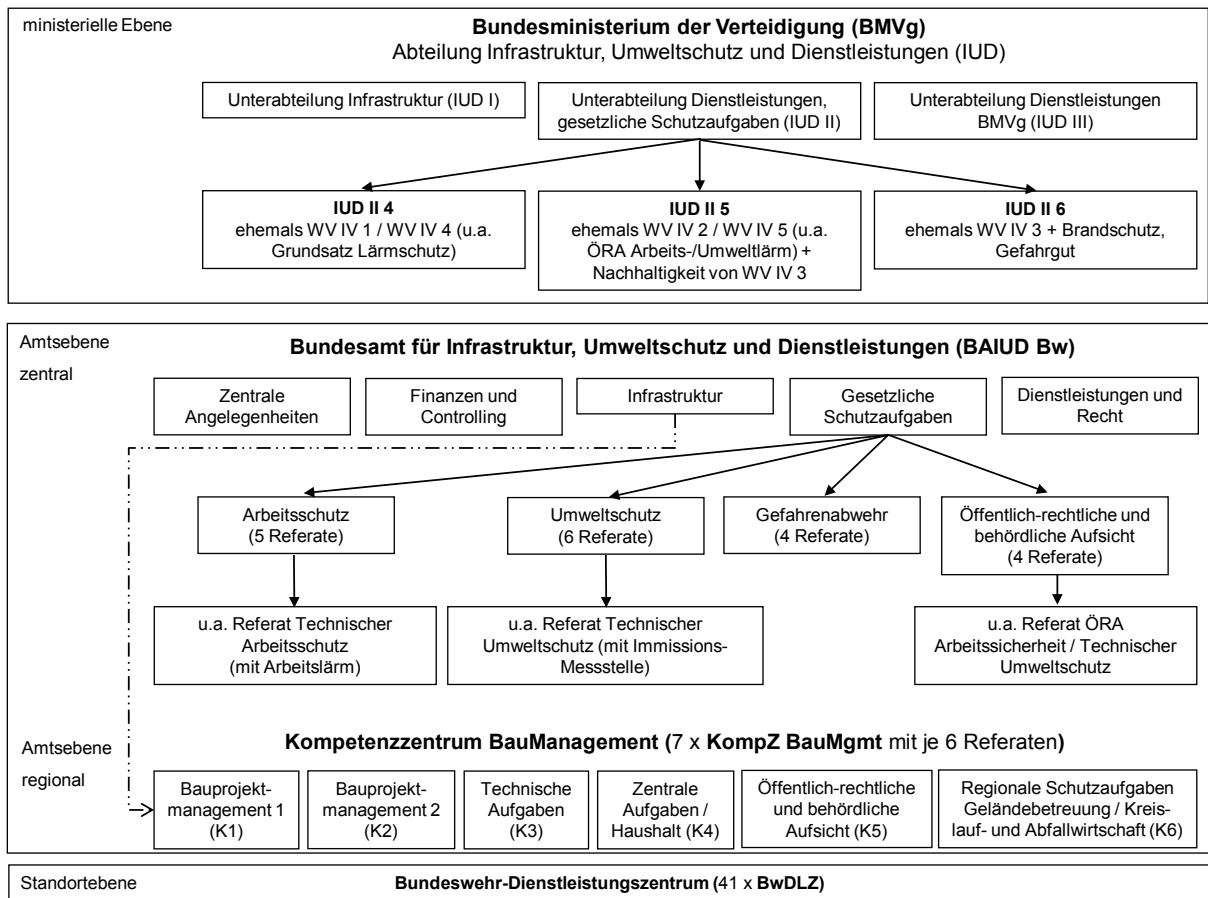 ministerielle Ebene
Bundesministerium der Verteidigung (BMVg)
Abteilung Infrastruktur, Umweltschutz und Dienstleistungen (IUD)
Unterabteilung Infrastruktur (IUD I)
Unterabteilung Dienstleistungen,
gesetzliche Schutzaufgaben (IUD II)
Unterabteilung Dienstleistungen
BMVg (IUD III)
IUD II 4
ehemals WV IV 1 / WV IV 4 (u.a.
Grundsatz Lärmschutz)
IUD II 5
ehemals WV IV 2 / WV IV 5 (u.a.
ÖRA Arbeits-/Umweltlärm) +
Nachhaltigkeit von WV IV 3
IUD II 6
ehemals WV IV 3 + Brandschutz,
Gefahrgut
Amtsebene
zentral
Bundesamt für Infrastruktur, Umweltschutz und Dienstleistungen (BAIUD Bw)
Zentrale
Angelegenheiten
Finanzen und
Controlling
Infrastruktur
Gesetzliche
Schutzaufgaben
Dienstleistungen und
Recht
Arbeitsschutz
(5 Referate)
Umweltschutz
(6 Referate)
Gefahrenabwehr
(4 Referate)
Öffentlich-rechtliche und
behördliche Aufsicht
(4 Referate)
u.a. Referat Technischer
Arbeitsschutz
(mit Arbeitslärm)
u.a. Referat Technischer
Umweltschutz (mit Immissions-
Messstelle)
u.a. Referat ÖRA
Arbeitssicherheit / Technischer
Umweltschutz
Amtsebene
regional
Kompetenzzentrum BauManagement (7 x KompZ BauMgmt mit je 6 Referaten)
Bauprojekt-
management 1
(K1)
Bauprojekt-
management 2
(K2)
Technische
Aufgaben
(K3)
Zentrale
Aufgaben /
Haushalt (K4)
Öffentlich-rechtliche
und behördliche
Aufsicht (K5)
Regionale Schutzaufgaben
Geländebetreuung / Kreis-
lauf- und Abfallwirtschaft (K6)
Standortebene
Bundeswehr-Dienstleistungszentrum (41 x BwDLZ)